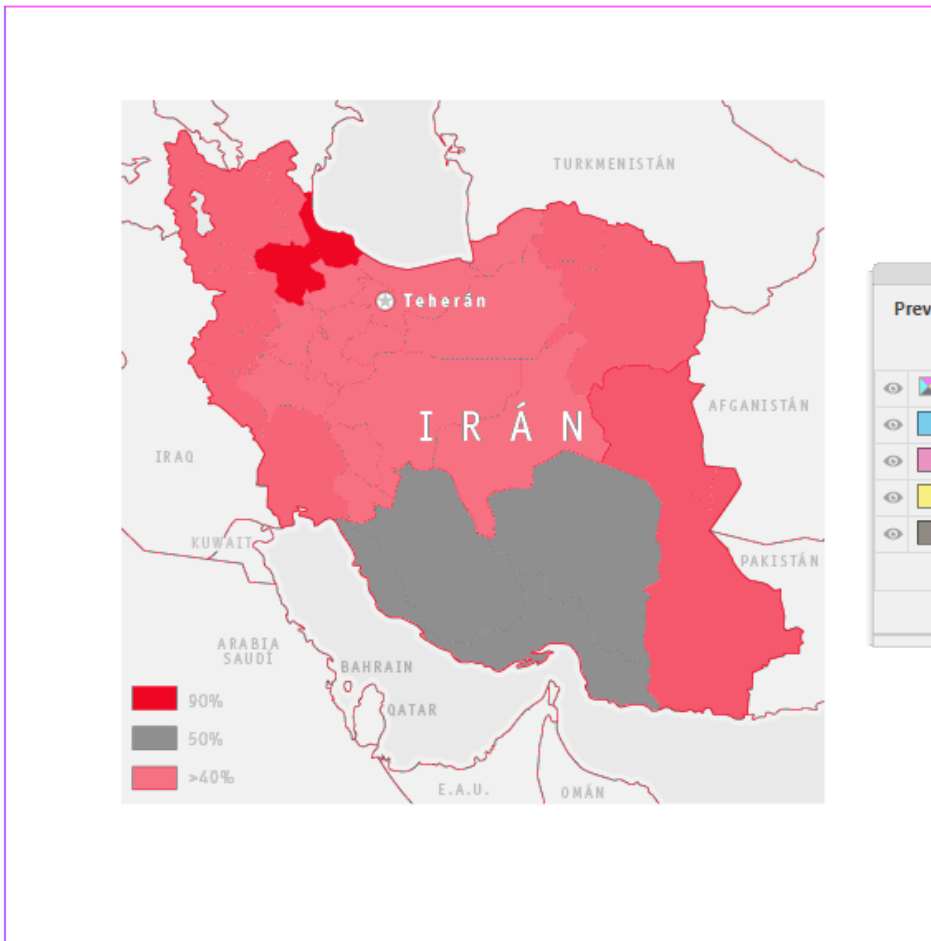 TURKMENISTÁN
Teherán
Prev
AFGANISTÁN
IRÁN
IRAQ
KUWAIT
PAKISTÁN
ARABIA
SAUDÍ
BAHRAIN
90%
QATAR
50%
>40%
E.A.U.
OMÁN